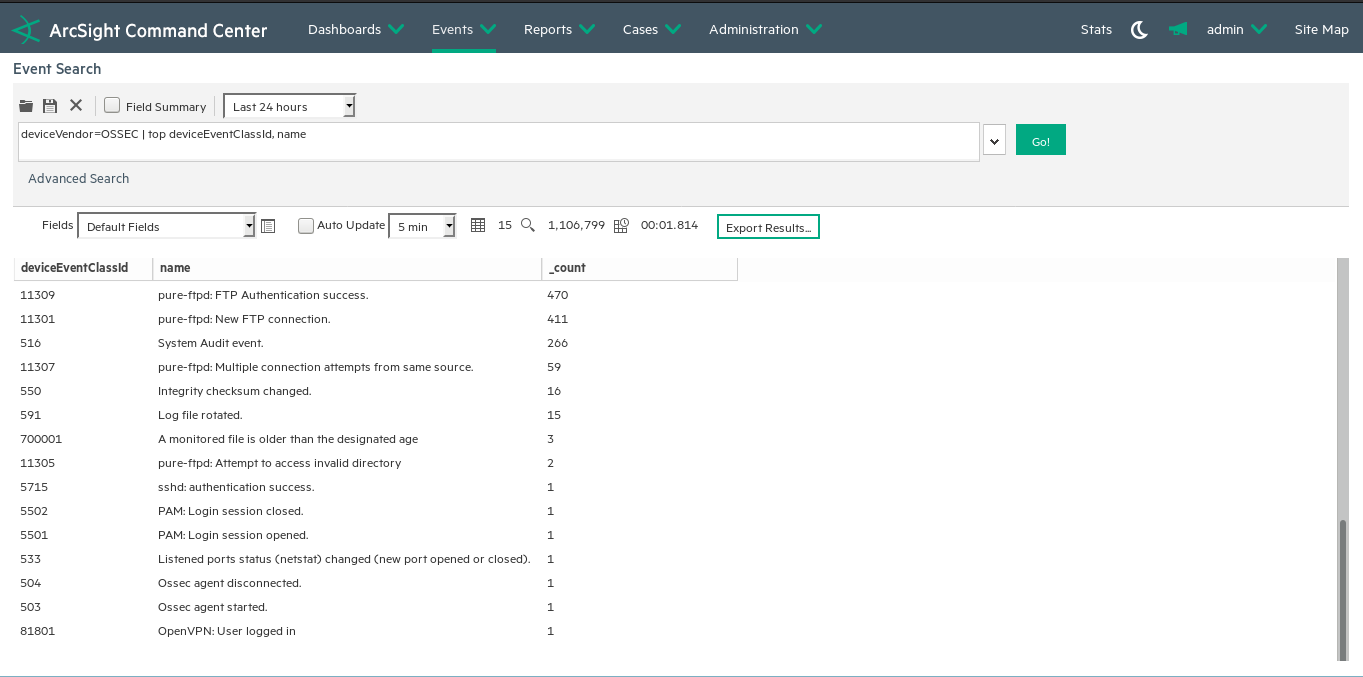 ArcSight Command Center Dashboards Events Reports Cases Administration Stats admin Site Map
Event Search
Field Summary Last 24 hours
deviceVendor=OSSEC | top deviceEventClassId, name
Go!
Advanced Search
Fields Default Fields Auto Update 5 min 15 1,106,799 00:01.814 Export Results...
deviceEventClassId name _count
11309 pure-ftpd: FTP Authentication success. 470
11301 pure-ftpd: New FTP connection. 411
516 System Audit event. 266
11307 pure-ftpd: Multiple connection attempts from same source. 59
550 Integrity checksum changed. 16
591 Log file rotated. 15
700001 A monitored file is older than the designated age 3
11305 pure-ftpd: Attempt to access invalid directory 2
5715 sshd: authentication success. 1
5502 PAM: Login session closed. 1
5501 PAM: Login session opened. 1
533 Listened ports status (netstat) changed (new port opened or closed). 1
504 Ossec agent disconnected. 1
503 Ossec agent started. 1
81801 OpenVPN: User logged in 1